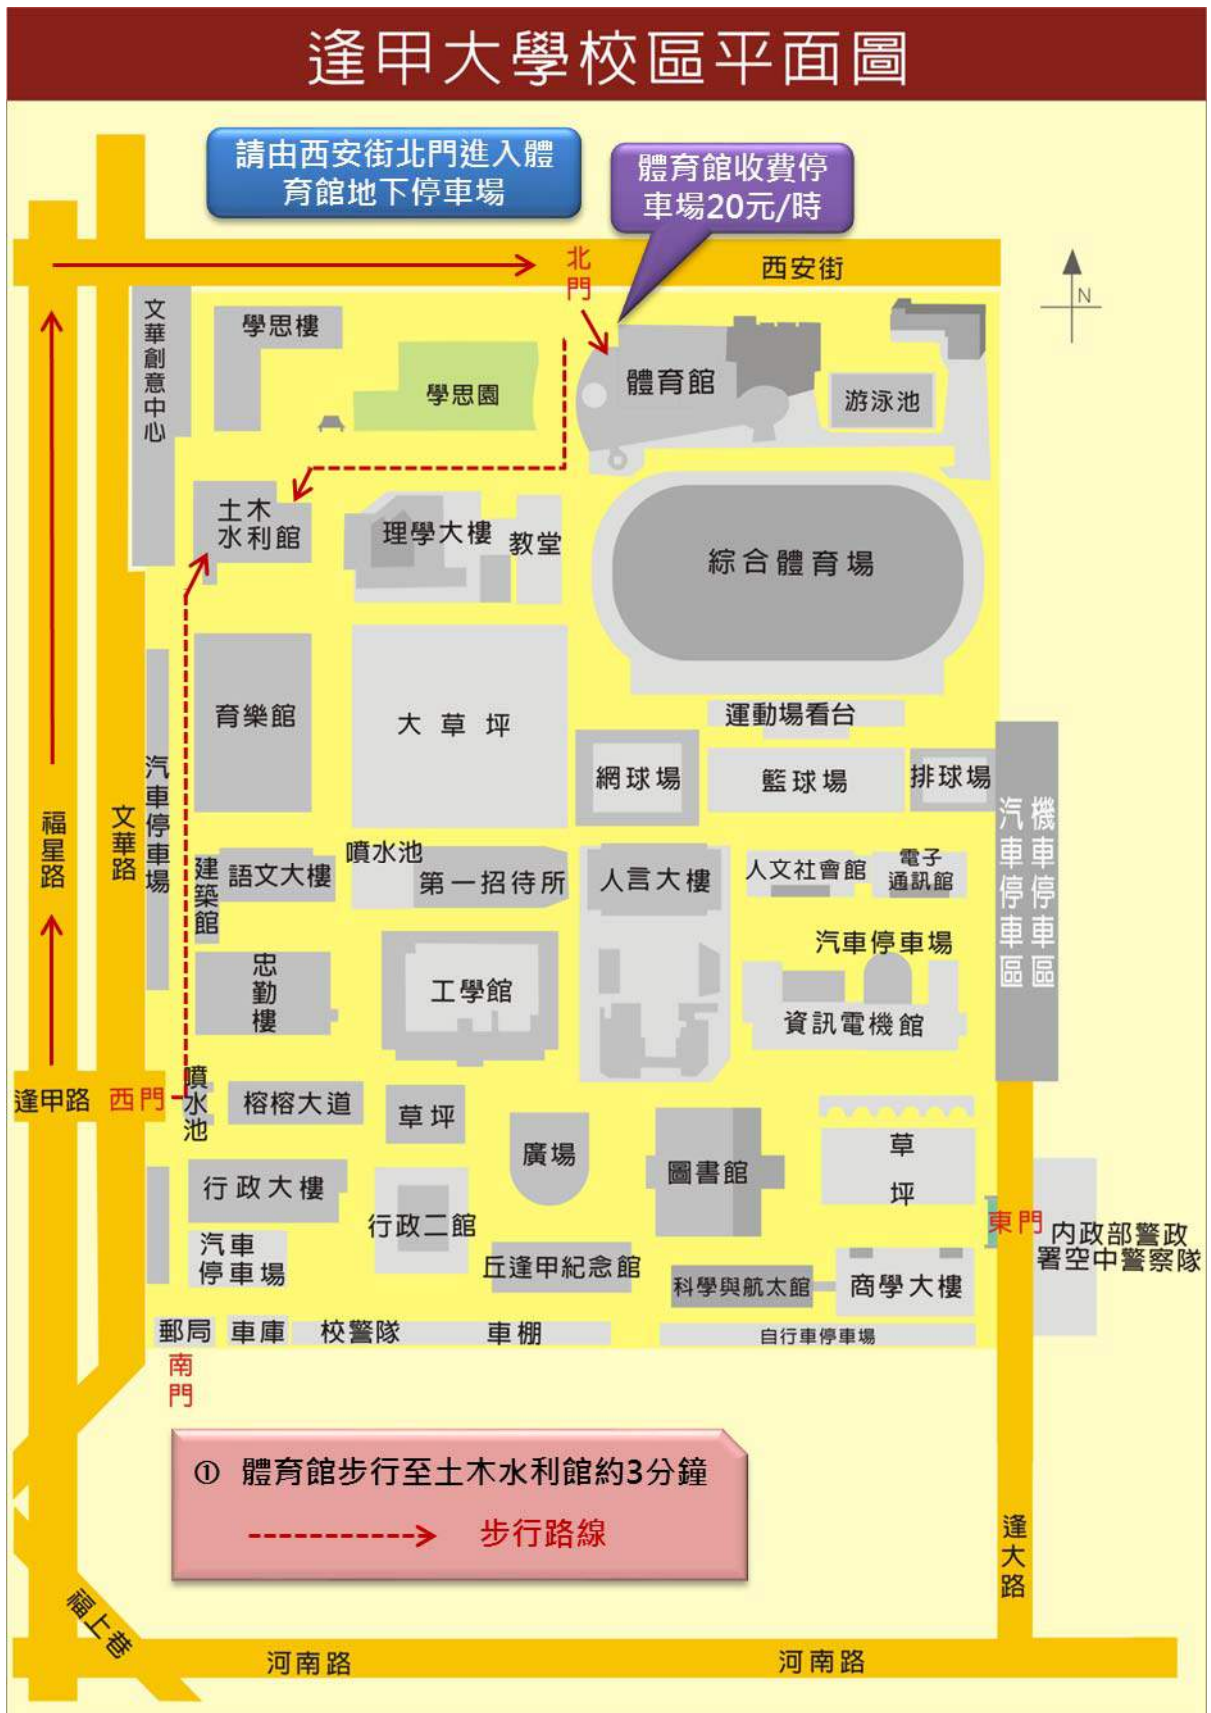 逢甲大學校區平面圖
請由西安街北門進入體
育館地下停車場
體育館收費停
車場20元/時
北門
西安街
N
文華創意中心
學思樓
學思園
體育館
游泳池
土木
水利館
理學大樓
教堂
綜合體育場
育樂館
大草坪
運動場看台
網球場
籃球場
排球場
汽車停車區
機車停車區
福星路
文華路
汽車停車場
建築館
語文大樓
噴水池
第一招待所
人言大樓
人文社會館
電子
通訊館
忠勤樓
工學館
汽車停車場
資訊電機館
逢甲路
西門
噴水池
榕榕大道
草坪
廣場
圖書館
草坪
行政大樓
行政二館
東門
內政部警政
署空中警察隊
汽車
停車場
丘逢甲紀念館
科學與航太館
商學大樓
郵局
車庫
校警隊
車棚
自行車停車場
南門
① 體育館步行至土木水利館約3分鐘
步行路線
逢大路
福上巷
河南路
河南路